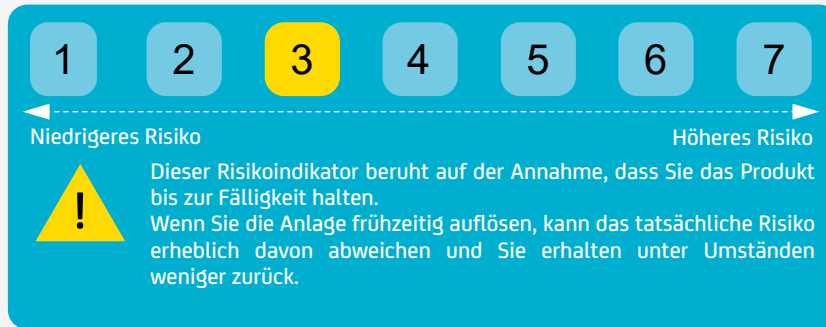 1 2 3 4 5 6 7
Niedrigeres Risiko Höheres Risiko
!
Dieser Risikoindikator beruht auf der Annahme, dass Sie das Produkt
bis zur Fälligkeit halten.
Wenn Sie die Anlage frühzeitig auflösen, kann das tatsächliche Risiko
erheblich davon abweichen und Sie erhalten unter Umständen
weniger zurück.